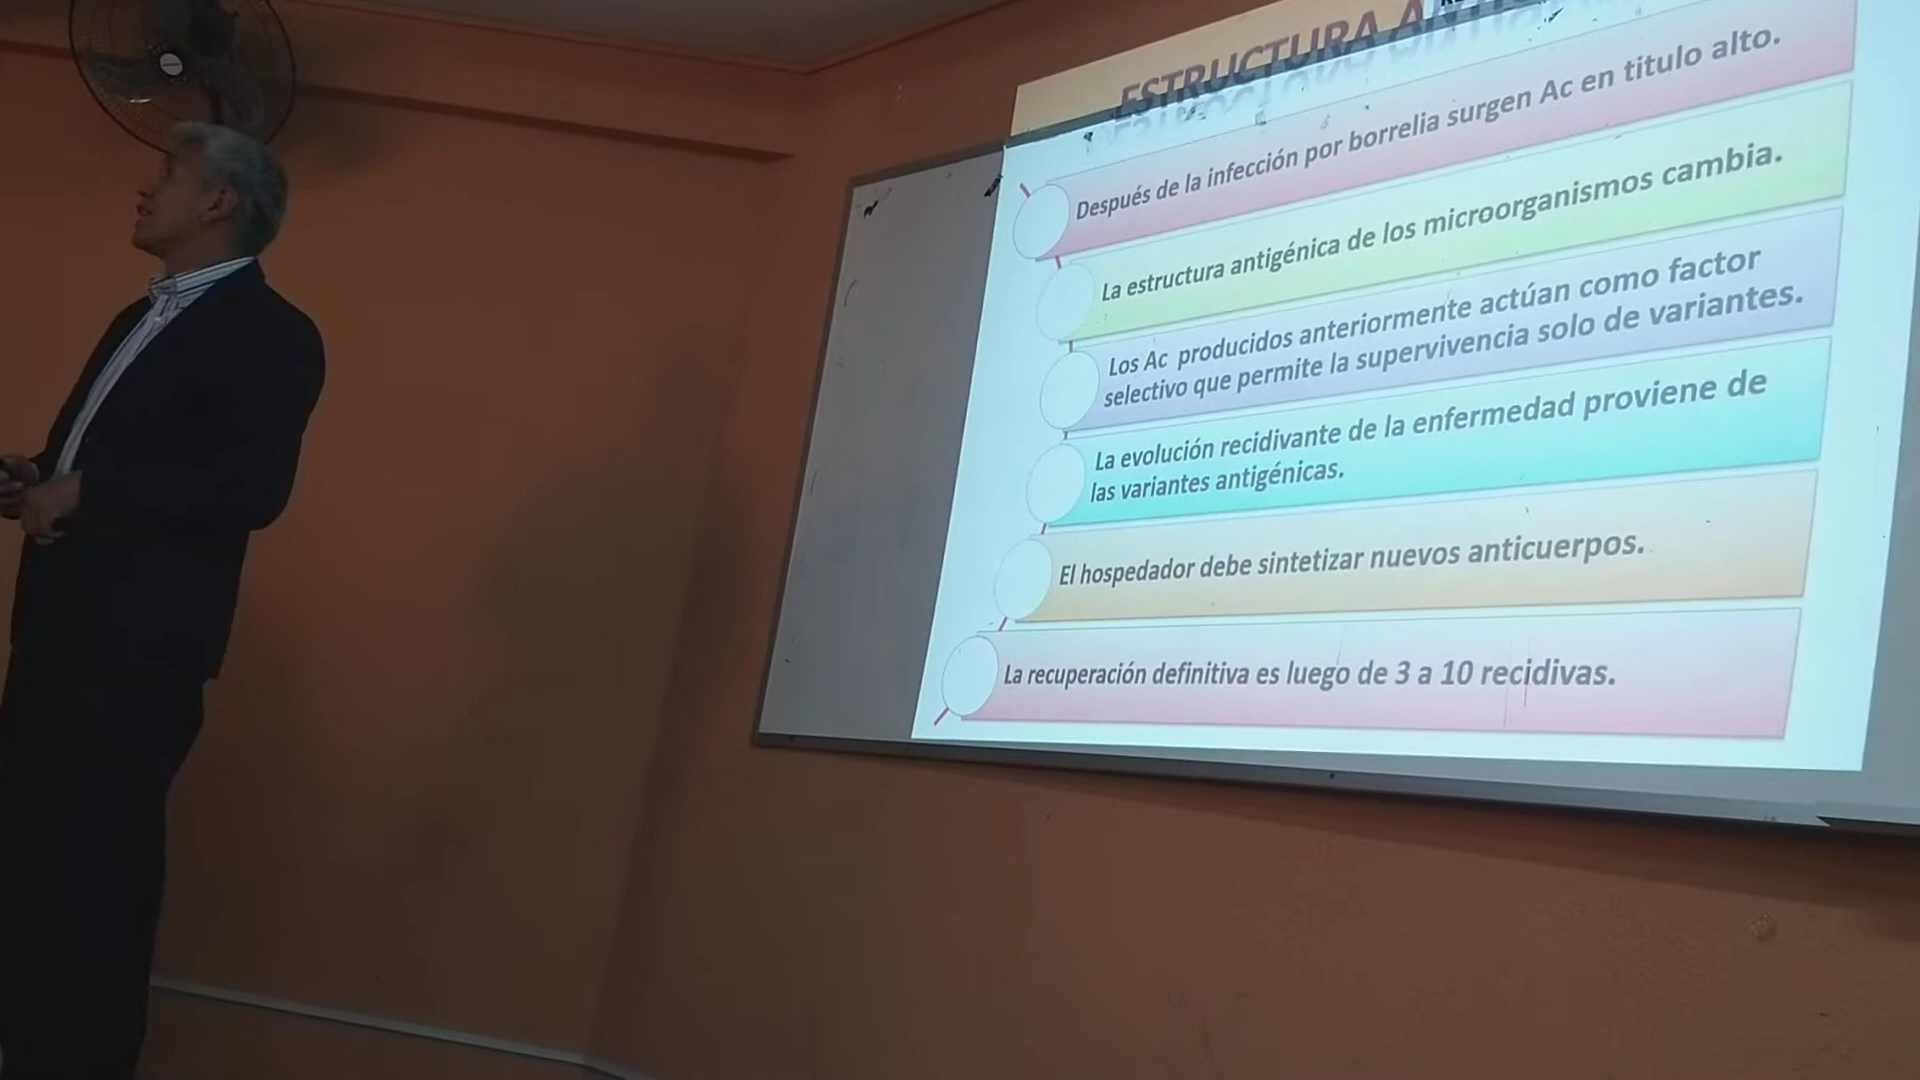 ESTRUCTURA
Después de la infección por borrelia surgen Ac en titulo alto.
La estructura antigénica de los microorganismos cambia.
Los Ac producidos anteriormente actúan como factor
selectivo que permite la supervivencia solo de variantes.
La evolución recidivante de la enfermedad proviene de
las variantes antigénicas.
El hospedador debe sintetizar nuevos anticuerpos.
La recuperación definitiva es luego de 3 a 10 recidivas.